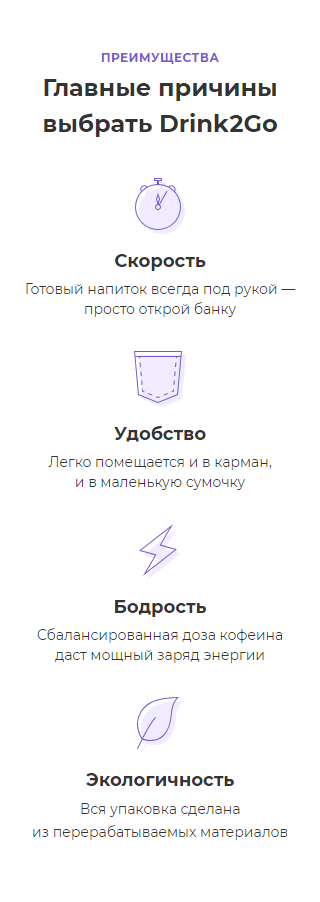 ПРЕИМУЩЕСТВА
Главные причины
выбрать Drink2Go
Скорость
Готовый напиток всегда под рукой —
просто открой банку
Удобство
Легко помещается и в карман,
и в маленькую сумочку
Бодрость
Сбалансированная доза кофеина
даст мощный заряд энергии
Экологичность
Вся упаковка сделана
из перерабатываемых материалов